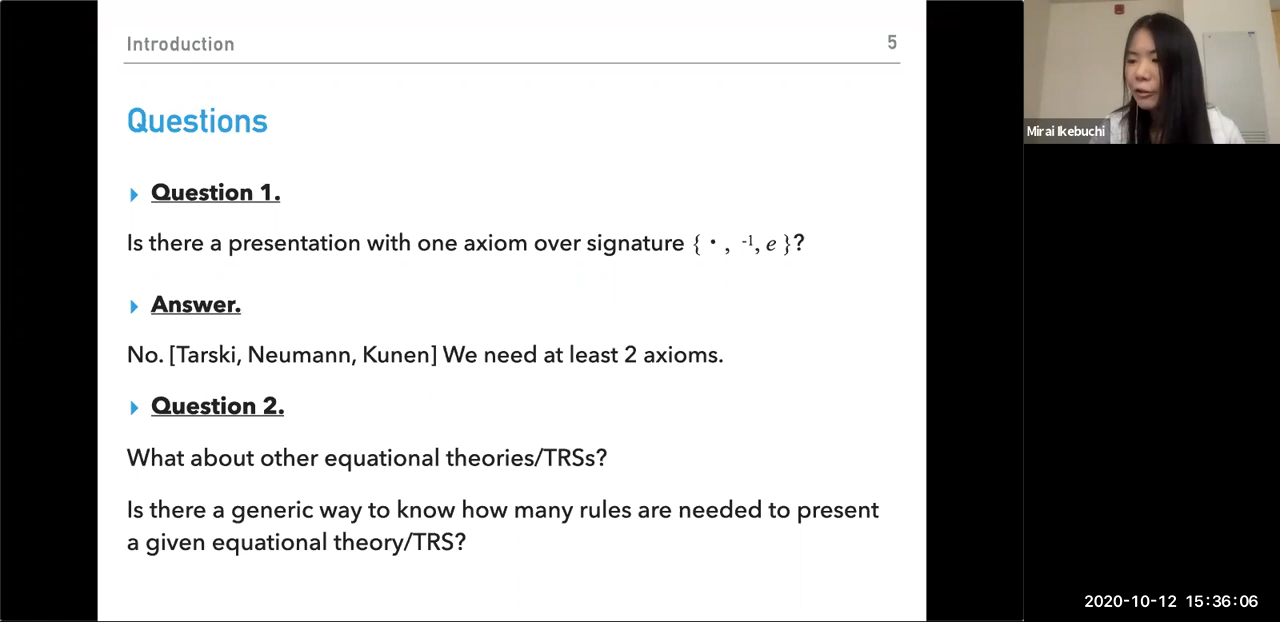 Introduction
5
Questions
Question 1.
Is there a presentation with one axiom over signature { · , ⁻¹, e }?
Answer.
No. [Tarski, Neumann, Kunen] We need at least 2 axioms.
Question 2.
What about other equational theories/TRSs?
Is there a generic way to know how many rules are needed to present
a given equational theory/TRS?
Mirai Ikebuchi
2020-10-12 15:36:06